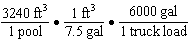 3240 ft³/1 pool • 1 ft³/7.5 gal • 6000 gal/1 truck load